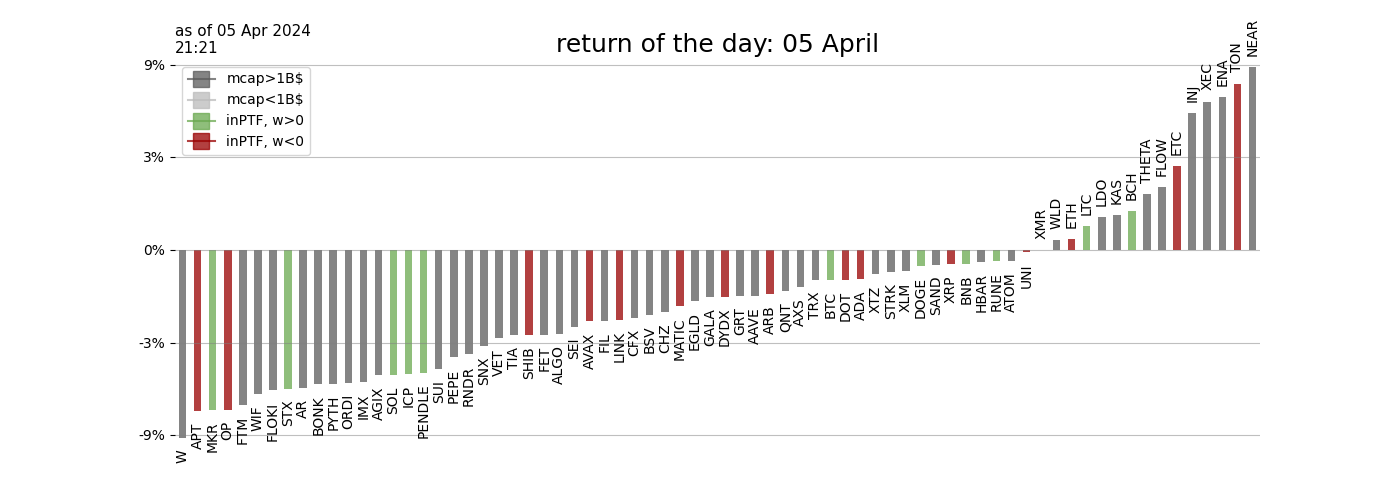 as of 05 Apr 2024
21:21
return of the day: 05 April
mcap>1B$
mcap<1B$
inPTF, w>0
inPTF, w<0
9%
3%
0%
-3%
-9%
W
APT
MKR
OP
FTM
WIF
FLOKI
STX
AR
BONK
PYTH
ORDI
IMX
AGIX
SOL
ICP
PENDLE
SUI
PEPE
RNDR
SNX
VET
TIA
SHIB
FET
ALGO
SEI
AVAX
FIL
LINK
CFX
BSV
CHZ
MATIC
EGLD
GALA
DYDX
GRT
AAVE
ARB
QNT
AXS
TRX
BTC
DOT
ADA
XTZ
STRK
XLM
DOGE
SAND
XRP
BNB
HBAR
RUNE
ATOM
UNI
XMR
WLD
ETH
LTC
LDO
KAS
BCH
THETA
FLOW
ETC
INJ
XEC
ENA
TON
NEAR